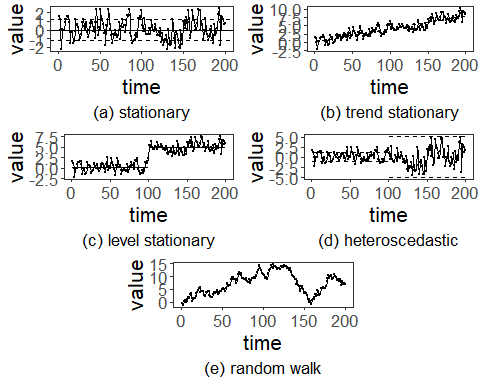 value
2
1
0
-1
-2
0 50 100 150 200
time
(a) stationary
value
10.0
7.5
5.0
2.5
0.0
-2.5
0 50 100 150 200
time
(b) trend stationary
value
7.5
5.0
2.5
0.0
-2.5
0 50 100 150 200
time
(c) level stationary
value
5.0
2.5
0.0
-2.5
-5.0
0 50 100 150 200
time
(d) heteroscedastic
value
15
10
5
0
0 50 100 150 200
time
(e) random walk